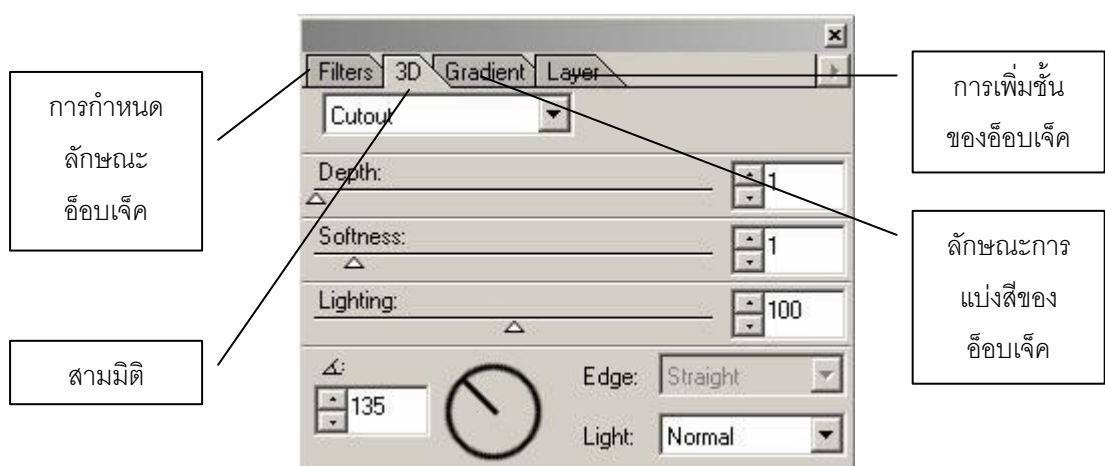 Filters 3D Gradient Layer
Cutout
Depth:
1
Softness:
1
Lighting:
100
∡:
135
Edge: Straight
Light: Normal
การกำหนด
ลักษณะ
อ็อบเจ็ค
สามมิติ
การเพิ่มชั้น
ของอ็อบเจ็ค
ลักษณะการ
แบ่งสีของ
อ็อบเจ็ค